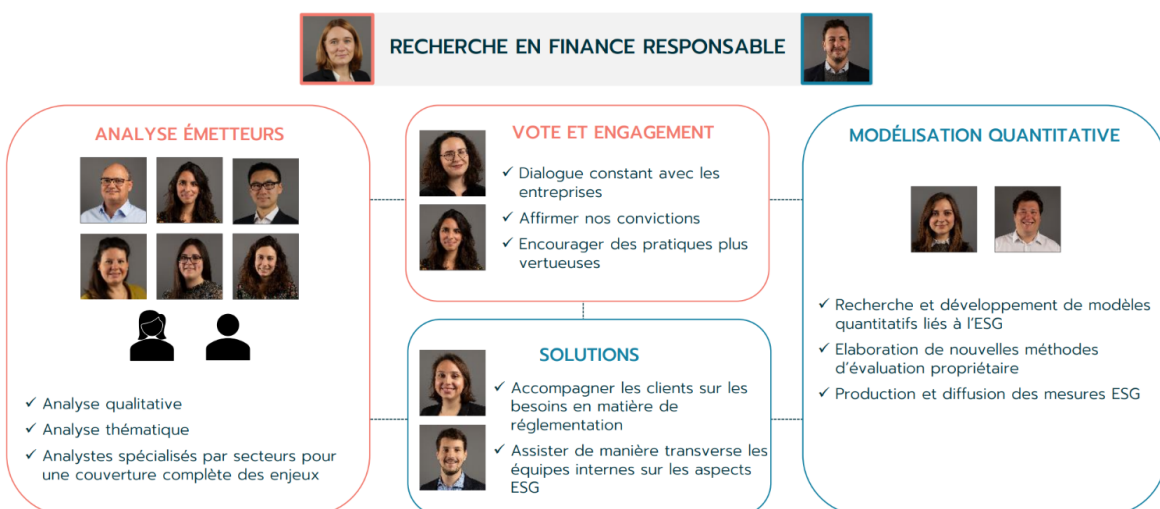 RECHERCHE EN FINANCE RESPONSABLE
ANALYSE ÉMETTEURS
✓ Analyse qualitative
✓ Analyse thématique
✓ Analystes spécialisés par secteurs pour
une couverture complète des enjeux
VOTE ET ENGAGEMENT
✓ Dialogue constant avec les
entreprises
✓ Affirmer nos convictions
✓ Encourager des pratiques plus
vertueuses
SOLUTIONS
✓ Accompagner les clients sur les
besoins en matière de
réglementation
✓ Assister de manière transverse les
équipes internes sur les aspects
ESG
MODÉLISATION QUANTITATIVE
✓ Recherche et développement de modèles
quantitatifs liés à l'ESG
✓ Elaboration de nouvelles méthodes
d'évaluation propriétaire
✓ Production et diffusion des mesures ESG